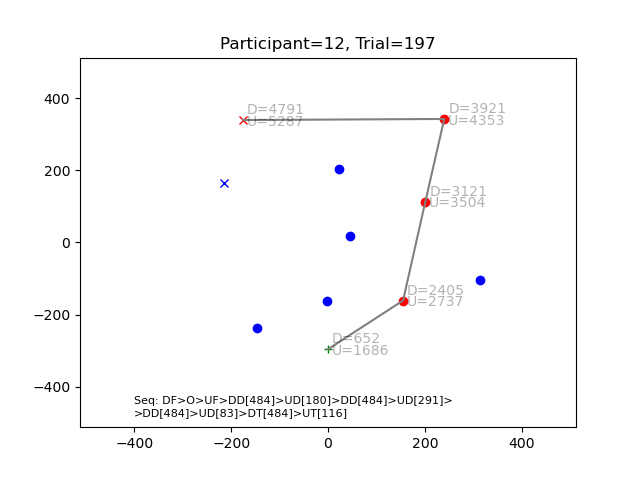 Participant=12, Trial=197
400
200
0
−200
−400
−400
−200
0
200
400
D=4791
U=5287
D=3921
U=4353
D=3121
U=3504
D=2405
U=2737
D=652
U=1686
Seq: DF>O>UF>DD[484]>UD[180]>DD[484]>UD[291]>
>DD[484]>UD[83]>DT[484]>UT[116]